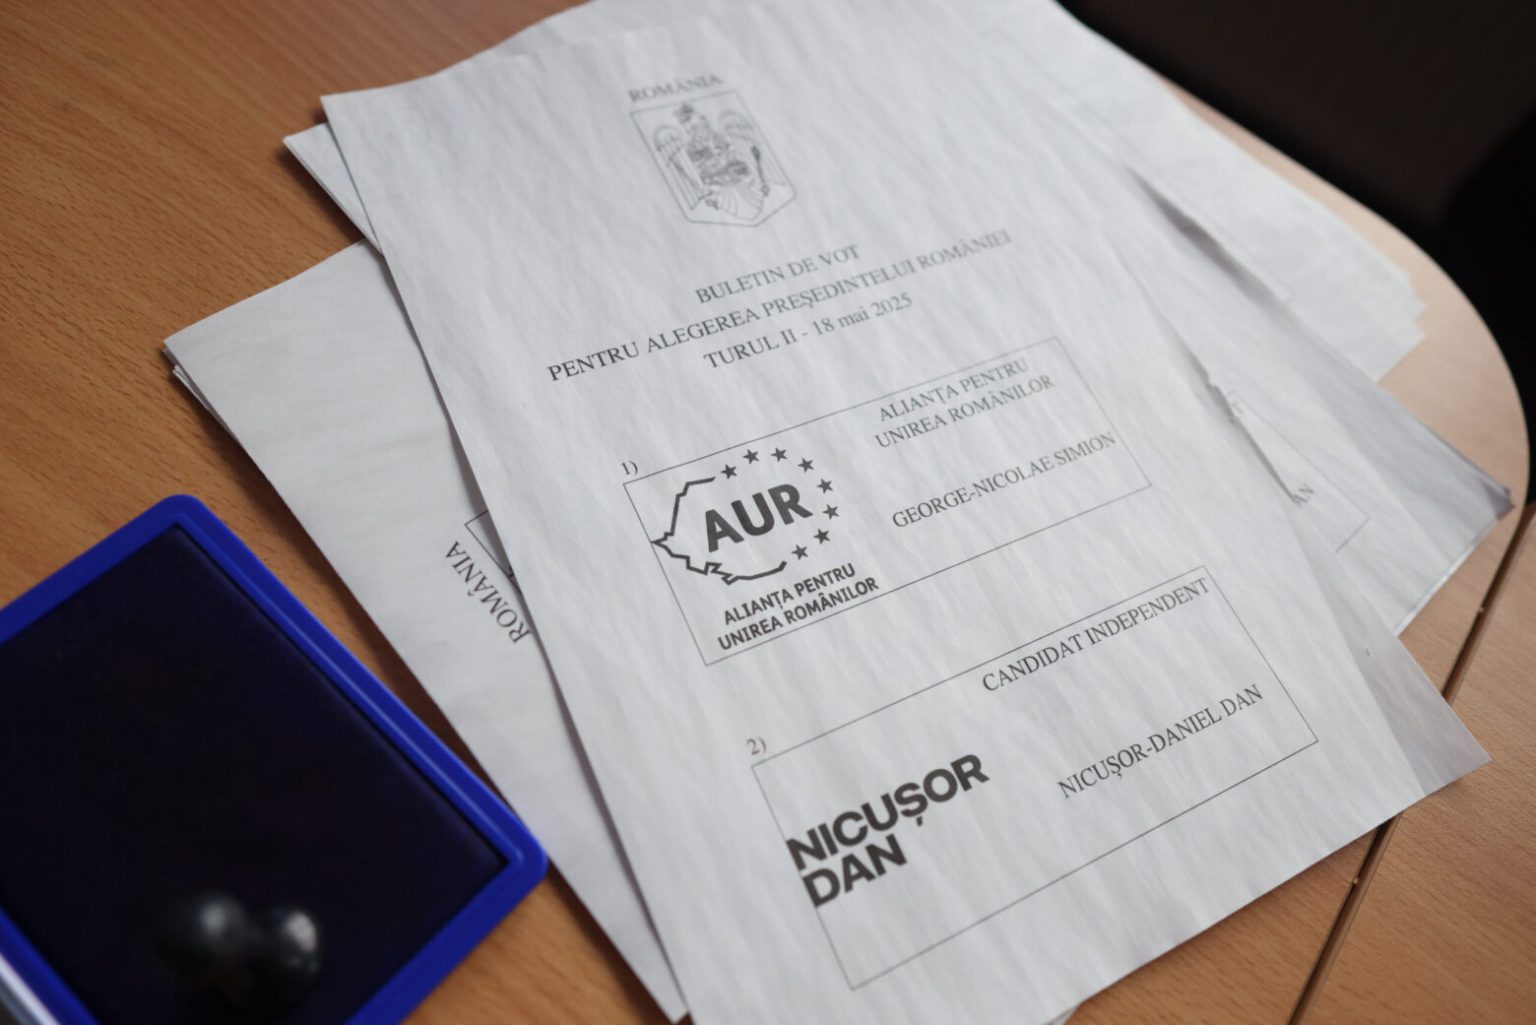 ROMÂNIA
BULETIN DE VOT
PENTRU ALEGEREA PREȘEDINTELUI ROMÂNIEI
TURUL II - 18 mai 2025
1)
AUR
ALIANȚA PENTRU
UNIREA ROMÂNILOR
ALIANȚA PENTRU
UNIREA ROMÂNILOR
GEORGE-NICOLAE SIMION
2)
NICUȘOR
DAN
CANDIDAT INDEPENDENT
NICUȘOR-DANIEL DAN
ROMÂNIA